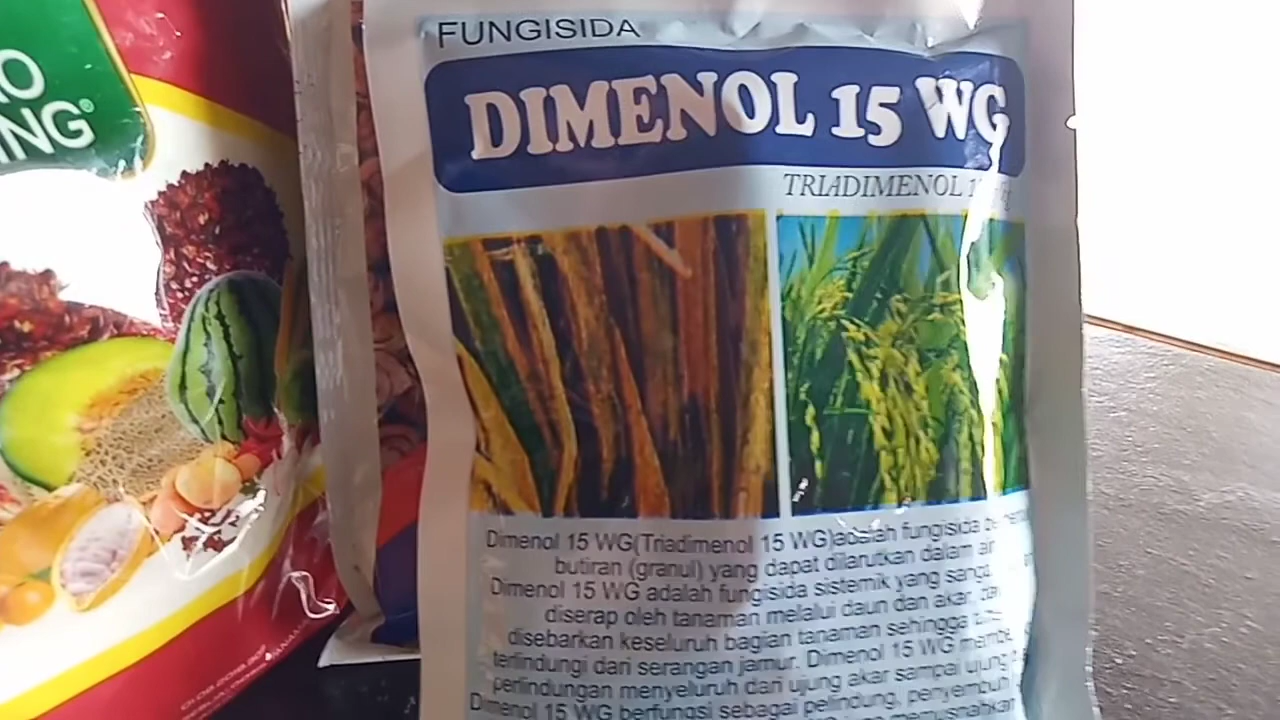 ING®
FUNGISIDA
DIMENOL 15 WG
TRIADIMENOL
Dimenol 15 WG(Triadimenol 15 WG)adalah fungisida
butiran (granul) yang dapat dilarutkan dalam air
Dimenol 15 WG adalah fungisida sistemik yang
diserap oleh tanaman melalui daun dan akar,
disebarkan keseluruh bagian tanaman sehingga
terlindungi dari serangan jamur. Dimenol 15 WG
perlindungan menyeluruh dari ujung akar sampai ujung
Dimenol 15 WG berfungsi sebagai pelindung,